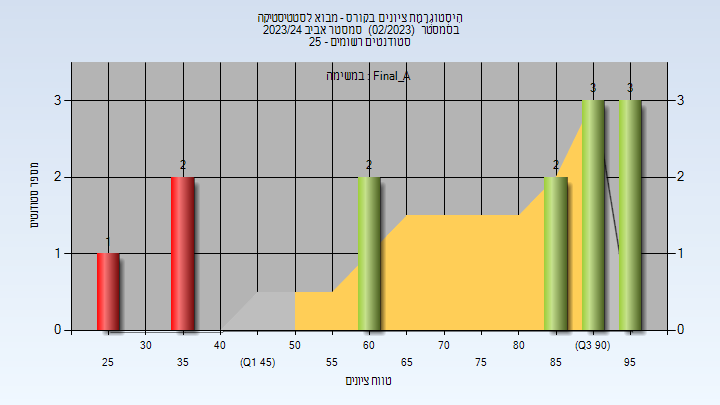 היסטוגרמת ציונים בקורס - מבוא לסטטיסטיקה
בסמסטר (02/2023) סמסטר אביב 2023/24
סטודנטים רשומים - 25
במשימה : Final_A
מספר סטודנטים
3 3
2 2
1 1
0 0
1 2 2 2 3 3
30 40 50 60 70 80 (Q3 90)
25 35 (Q1 45) 55 65 75 85 95
טווח ציונים